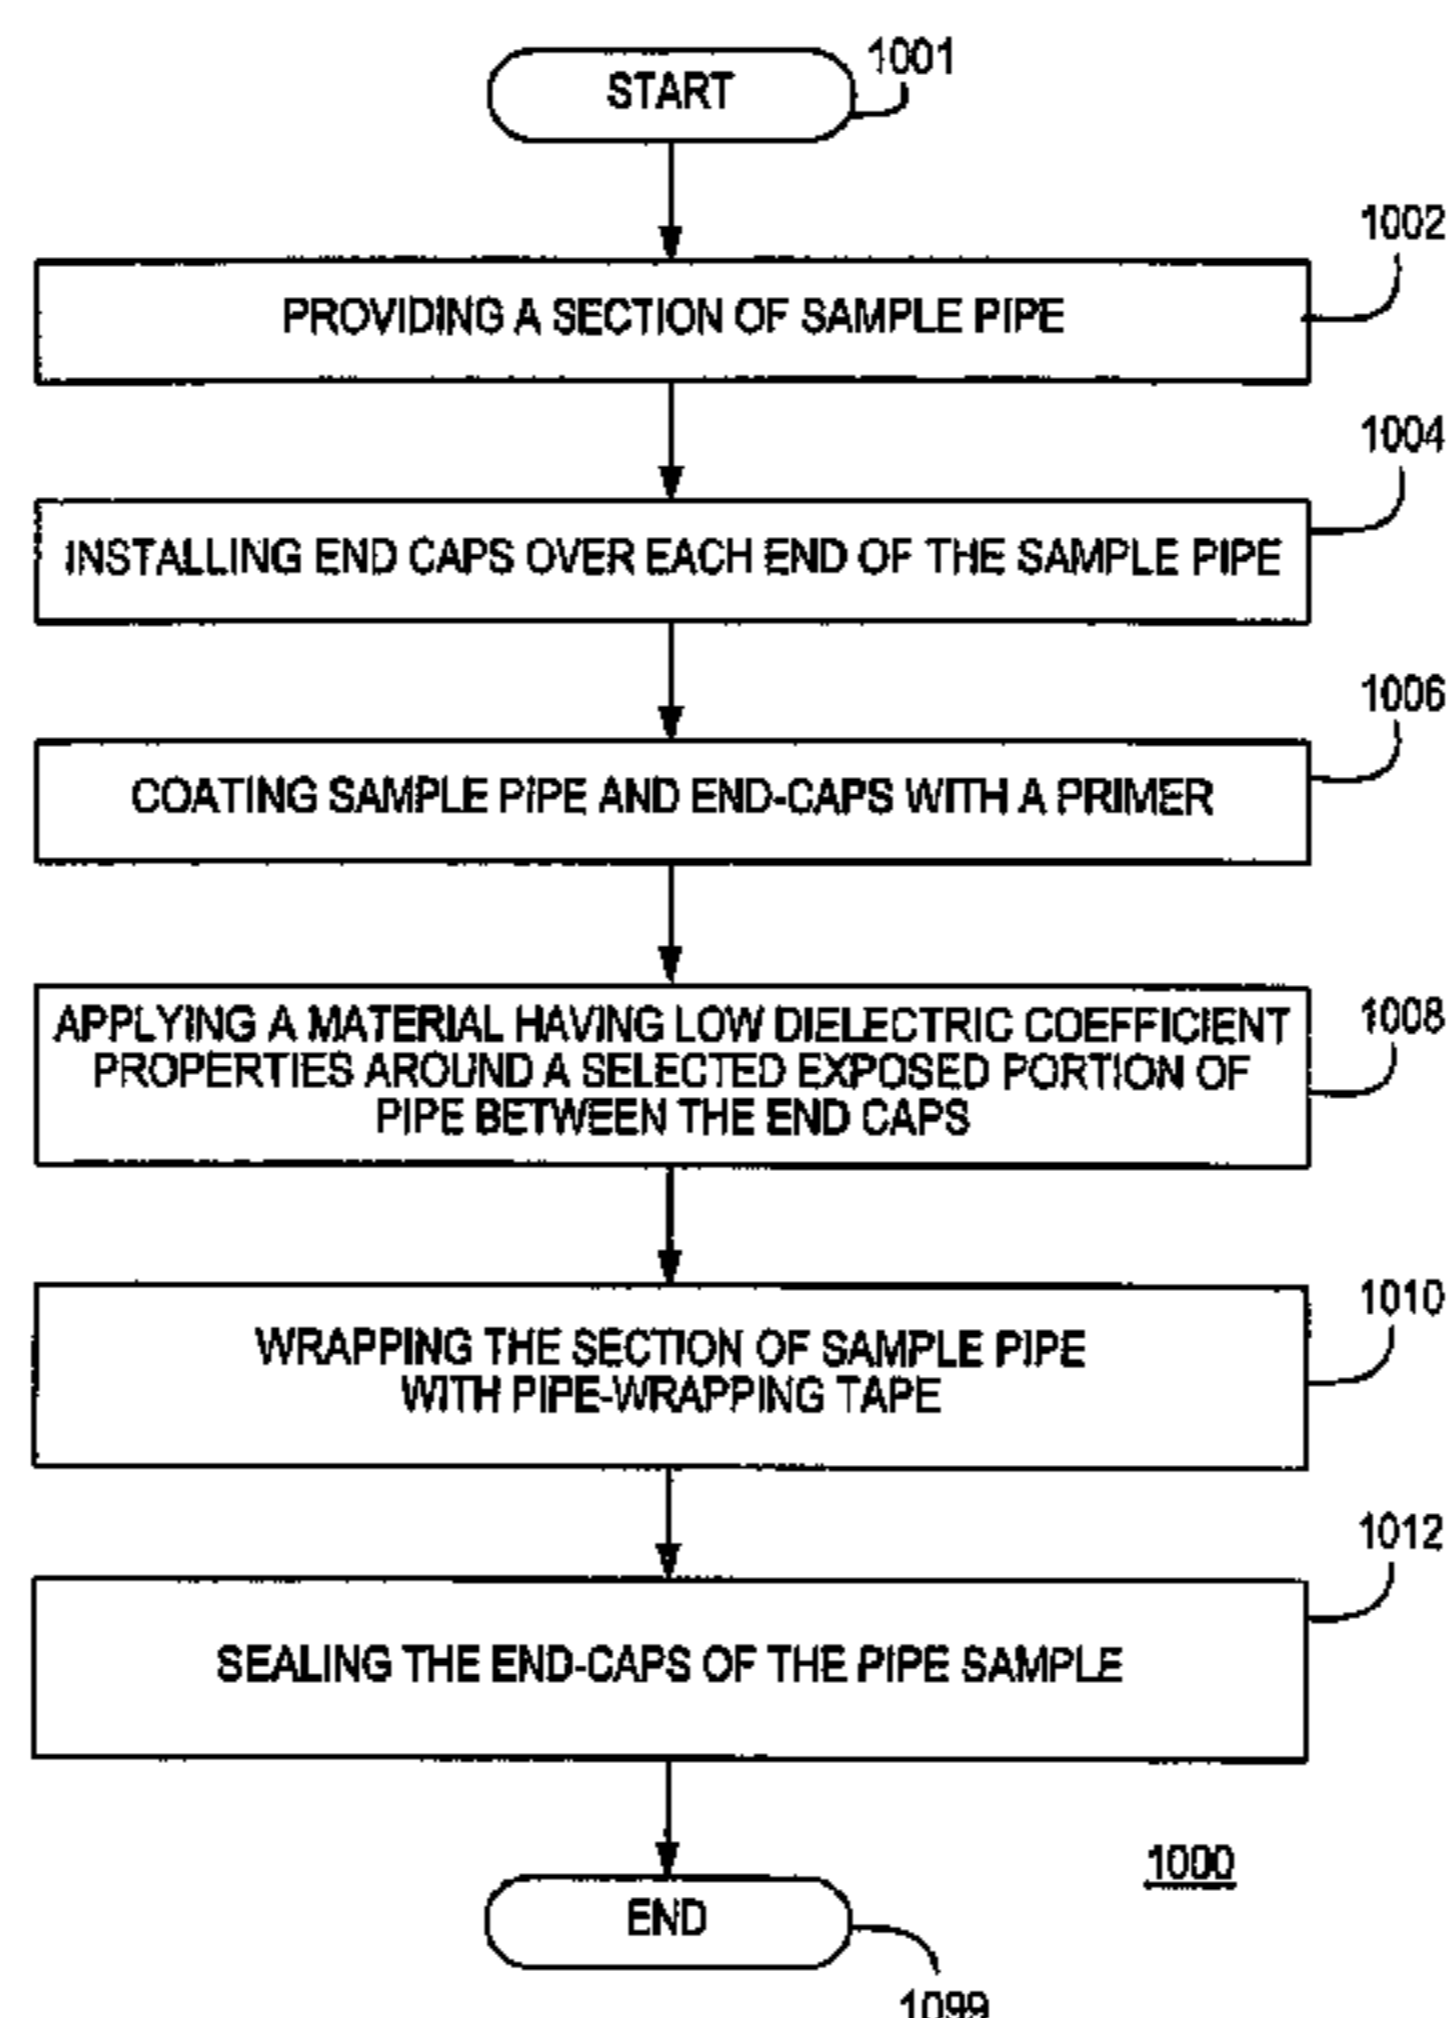 1001
START
1002
PROVIDING A SECTION OF SAMPLE PIPE
1004
INSTALLING END CAPS OVER EACH END OF THE SAMPLE PIPE
1006
COATING SAMPLE PIPE AND END-CAPS WITH A PRIMER
1008
APPLYING A MATERIAL HAVING LOW DIELECTRIC COEFFICIENT
PROPERTIES AROUND A SELECTED EXPOSED PORTION OF
PIPE BETWEEN THE END CAPS
1010
WRAPPING THE SECTION OF SAMPLE PIPE
WITH PIPE-WRAPPING TAPE
1012
SEALING THE END-CAPS OF THE PIPE SAMPLE
1000
END
1099